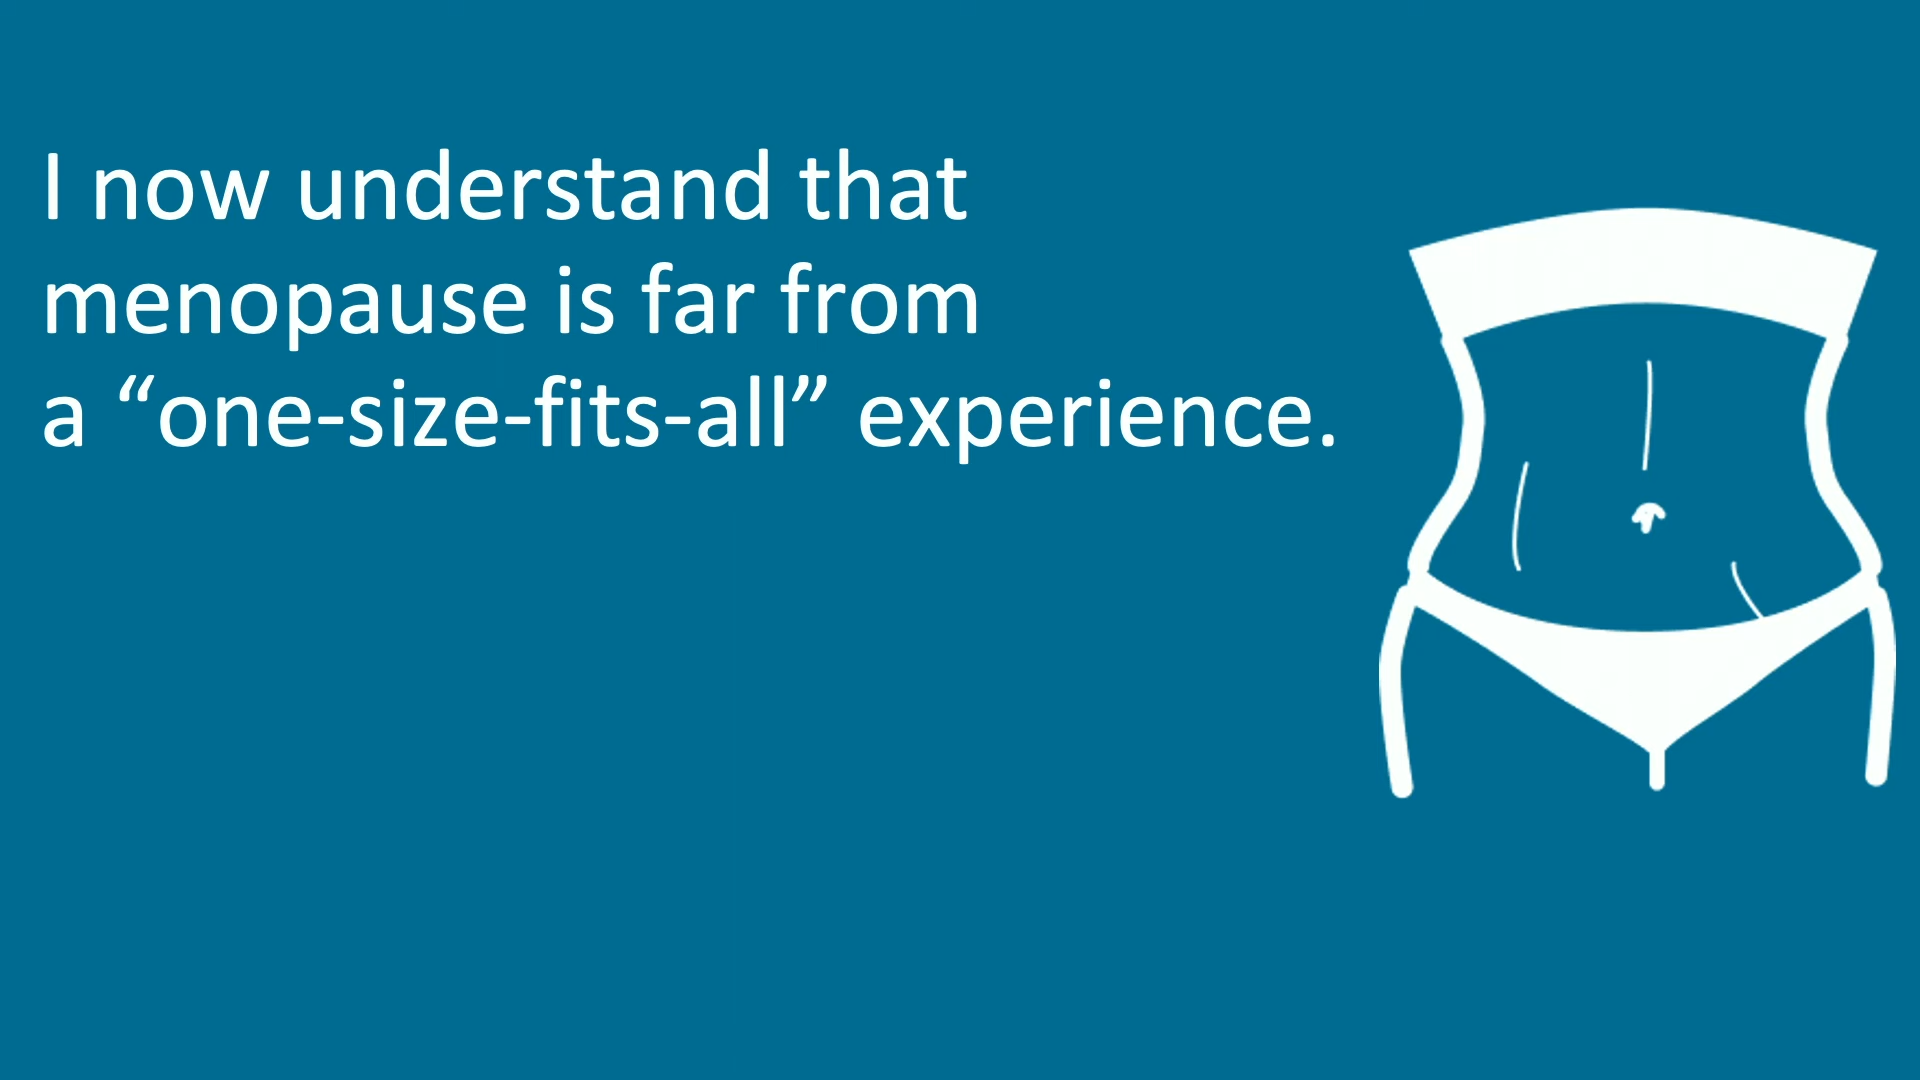 I now understand that
menopause is far from
a “one-size-fits-all” experience.